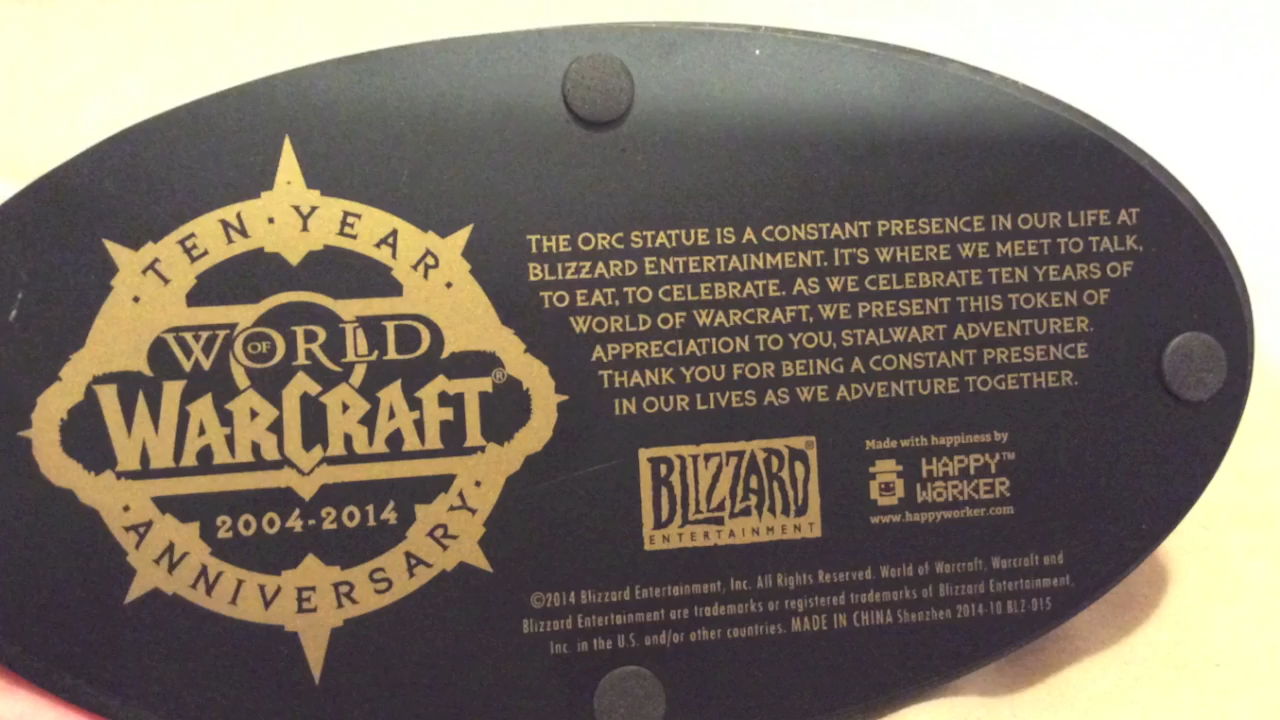 TEN · YEAR
WORLD OF
WARCRAFT®
2004-2014
ANNIVERSARY
THE ORC STATUE IS A CONSTANT PRESENCE IN OUR LIFE AT
BLIZZARD ENTERTAINMENT. IT'S WHERE WE MEET TO TALK,
TO EAT, TO CELEBRATE. AS WE CELEBRATE TEN YEARS OF
WORLD OF WARCRAFT, WE PRESENT THIS TOKEN OF
APPRECIATION TO YOU, STALWART ADVENTURER.
THANK YOU FOR BEING A CONSTANT PRESENCE
IN OUR LIVES AS WE ADVENTURE TOGETHER.
BLIZZARD®
ENTERTAINMENT
Made with happiness by
HAPPY™
WORKER
www.happyworker.com
©2014 Blizzard Entertainment, Inc. All Rights Reserved. World of Warcraft, Warcraft and
Blizzard Entertainment are trademarks or registered trademarks of Blizzard Entertainment,
Inc. in the U.S. and/or other countries. MADE IN CHINA Shenzhen 2014-10 BLZ-015